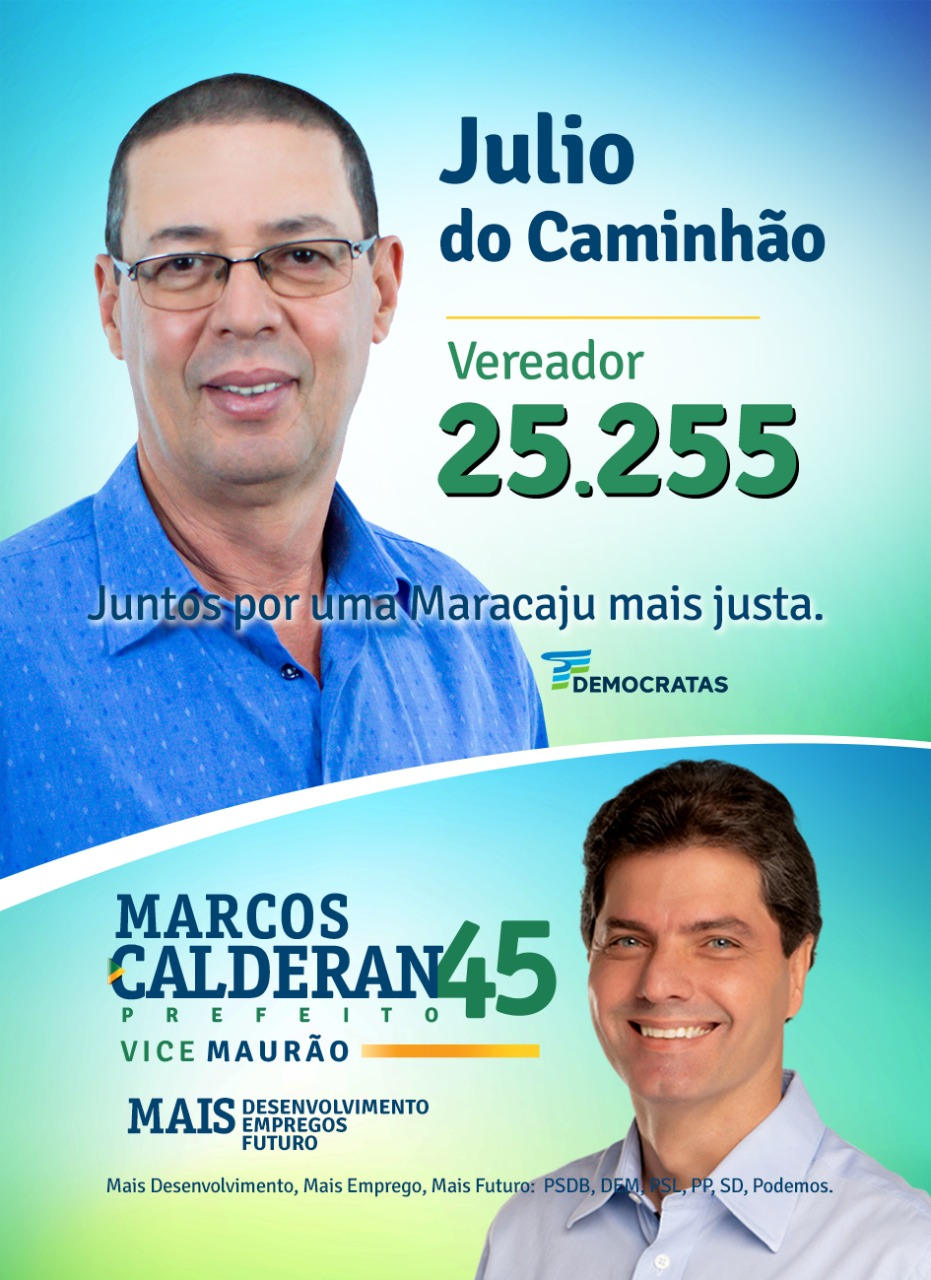 Julio
do Caminhão
Vereador
25.255
Juntos por uma Maracaju mais justa.
DEMOCRATAS
MARCOS
CALDERAN 45
PREFEITO
VICE MAURÃO
MAIS DESENVOLVIMENTO
EMPREGOS
FUTURO
Mais Desenvolvimento, Mais Emprego, Mais Futuro: PSDB, DEM, PSL, PP, SD, Podemos.